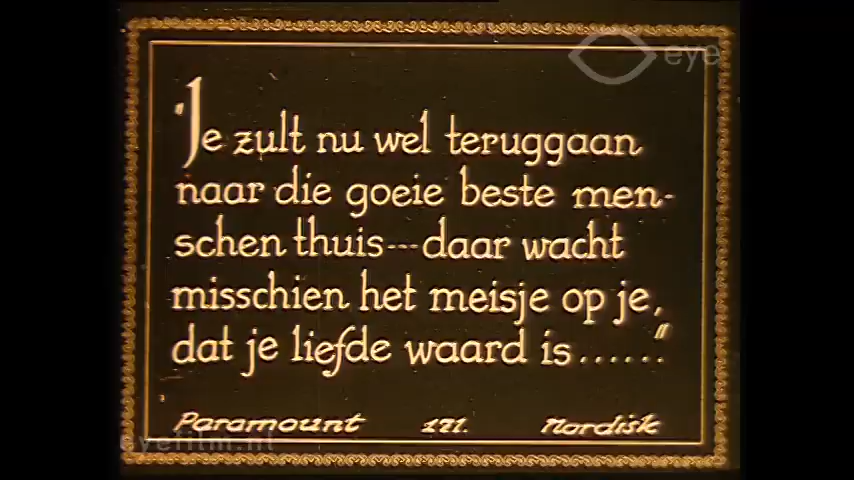 eye
"Je zult nu wel teruggaan
naar die goeie beste men-
schen thuis---daar wacht
misschien het meisje op je,
dat je liefde waard is......"
Paramount 171. Nordisk
eyefilm.nl